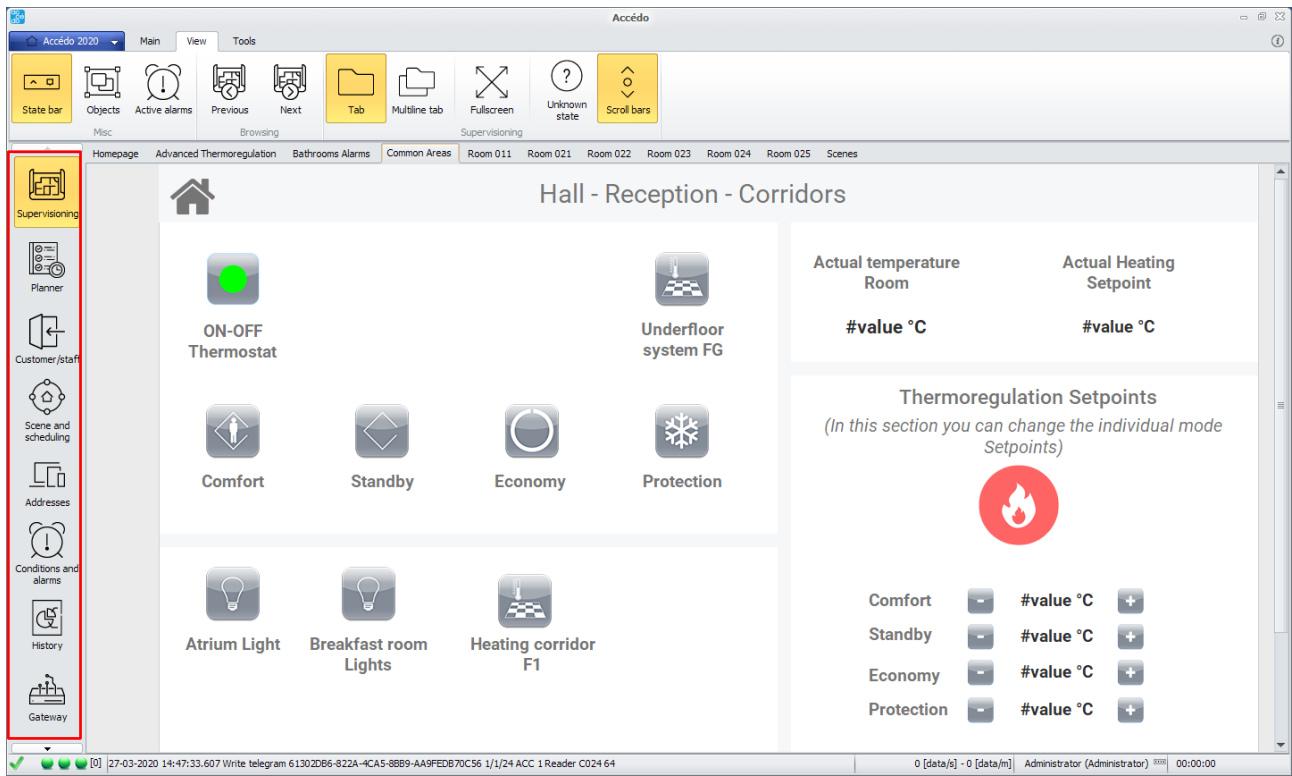 Accédo
Accédo 2020
Main
View
Tools
State bar
Objects
Active alarms
Previous
Next
Tab
Multiline tab
Fullscreen
Unknown
state
Scroll bars
Misc
Browsing
Supervisioning
Homepage
Advanced Thermoregulation
Bathrooms Alarms
Common Areas
Room 011
Room 021
Room 022
Room 023
Room 024
Room 025
Scenes
Supervisioning
Planner
Customer/staff
Scene and
scheduling
Addresses
Conditions and
alarms
History
Gateway
Hall - Reception - Corridors
ON-OFF
Thermostat
Underfloor
system FG
Comfort
Standby
Economy
Protection
Atrium Light
Breakfast room
Lights
Heating corridor
F1
Actual temperature
Room
Actual Heating
Setpoint
#value °C
#value °C
Thermoregulation Setpoints
(In this section you can change the individual mode
Setpoints)
Comfort - #value °C +
Standby - #value °C +
Economy - #value °C +
Protection - #value °C +
[0] 27-03-2020 14:47:33.607 Write telegram 61302DB6-822A-4CA5-8BB9-AA9FEDB70C56 1/1/24 ACC 1 Reader C024 64
0 [data/s] - 0 [data/m]
Administrator (Administrator)
00:00:00